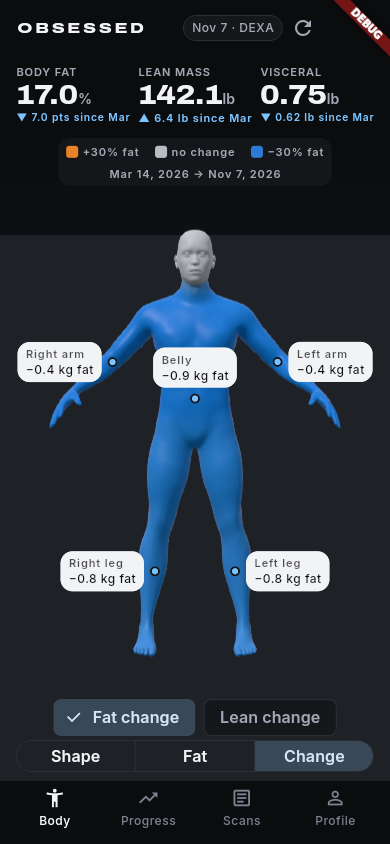 OBSESSED
Nov 7 · DEXA
DEBUG
BODY FAT
17.0%
▼ 7.0 pts since Mar
LEAN MASS
142.1lb
▲ 6.4 lb since Mar
VISCERAL
0.75lb
▼ 0.62 lb since Mar
+30% fat
no change
−30% fat
Mar 14, 2026 → Nov 7, 2026
Right arm
−0.4 kg fat
Belly
−0.9 kg fat
Left arm
−0.4 kg fat
Right leg
−0.8 kg fat
Left leg
−0.8 kg fat
Fat change
Lean change
Shape
Fat
Change
Body
Progress
Scans
Profile